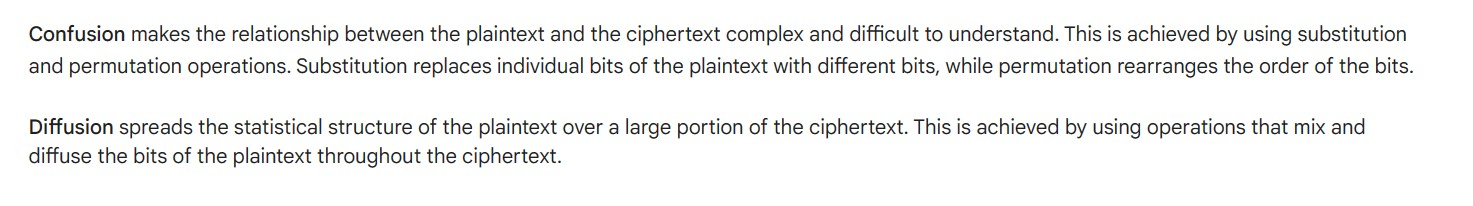 Confusion makes the relationship between the plaintext and the ciphertext complex and difficult to understand. This is achieved by using substitution
and permutation operations. Substitution replaces individual bits of the plaintext with different bits, while permutation rearranges the order of the bits.
Diffusion spreads the statistical structure of the plaintext over a large portion of the ciphertext. This is achieved by using operations that mix and
diffuse the bits of the plaintext throughout the ciphertext.